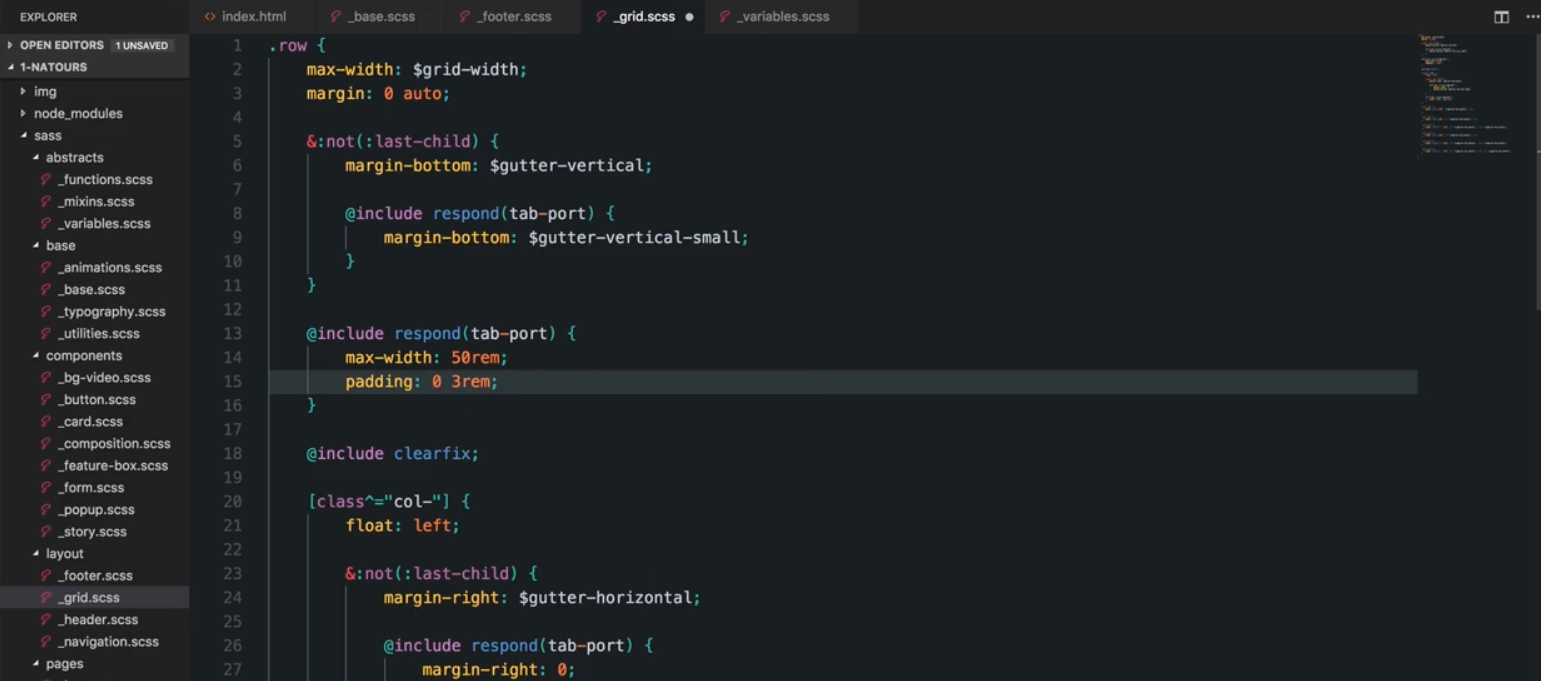 EXPLORER
OPEN EDITORS 1 UNSAVED
1-NATOURS
img
node_modules
sass
abstracts
_functions.scss
_mixins.scss
_variables.scss
base
_animations.scss
_base.scss
_typography.scss
_utilities.scss
components
_bg-video.scss
_button.scss
_card.scss
_composition.scss
_feature-box.scss
_form.scss
_popup.scss
_story.scss
layout
_footer.scss
_grid.scss
_header.scss
_navigation.scss
pages
index.html _base.scss _footer.scss _grid.scss _variables.scss
1 .row {
2 max-width: $grid-width;
3 margin: 0 auto;
4
5 &:not(:last-child) {
6 margin-bottom: $gutter-vertical;
7
8 @include respond(tab-port) {
9 margin-bottom: $gutter-vertical-small;
10 }
11 }
12
13 @include respond(tab-port) {
14 max-width: 50rem;
15 padding: 0 3rem;
16 }
17
18 @include clearfix;
19
20 [class^="col-"] {
21 float: left;
22
23 &:not(:last-child) {
24 margin-right: $gutter-horizontal;
25
26 @include respond(tab-port) {
27 margin-right: 0;